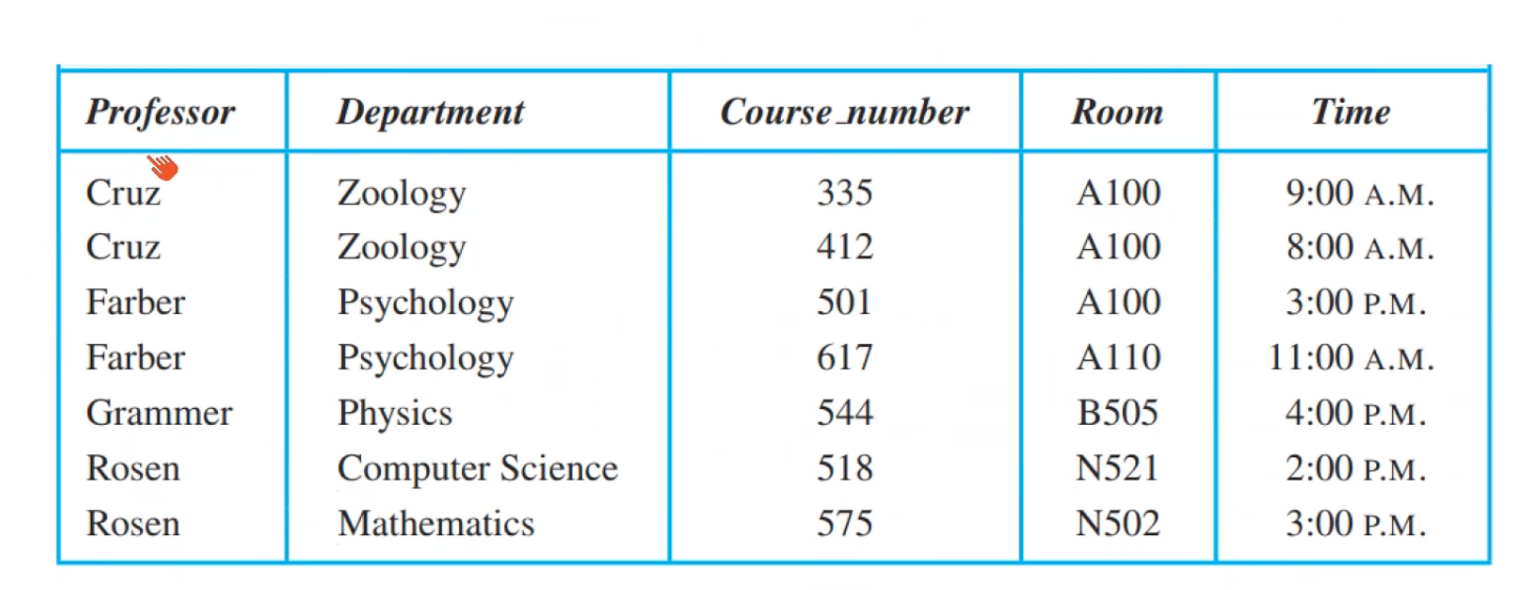 Professor Department Course_number Room Time
Cruz Zoology 335 A100 9:00 A.M.
Cruz Zoology 412 A100 8:00 A.M.
Farber Psychology 501 A100 3:00 P.M.
Farber Psychology 617 A110 11:00 A.M.
Grammer Physics 544 B505 4:00 P.M.
Rosen Computer Science 518 N521 2:00 P.M.
Rosen Mathematics 575 N502 3:00 P.M.